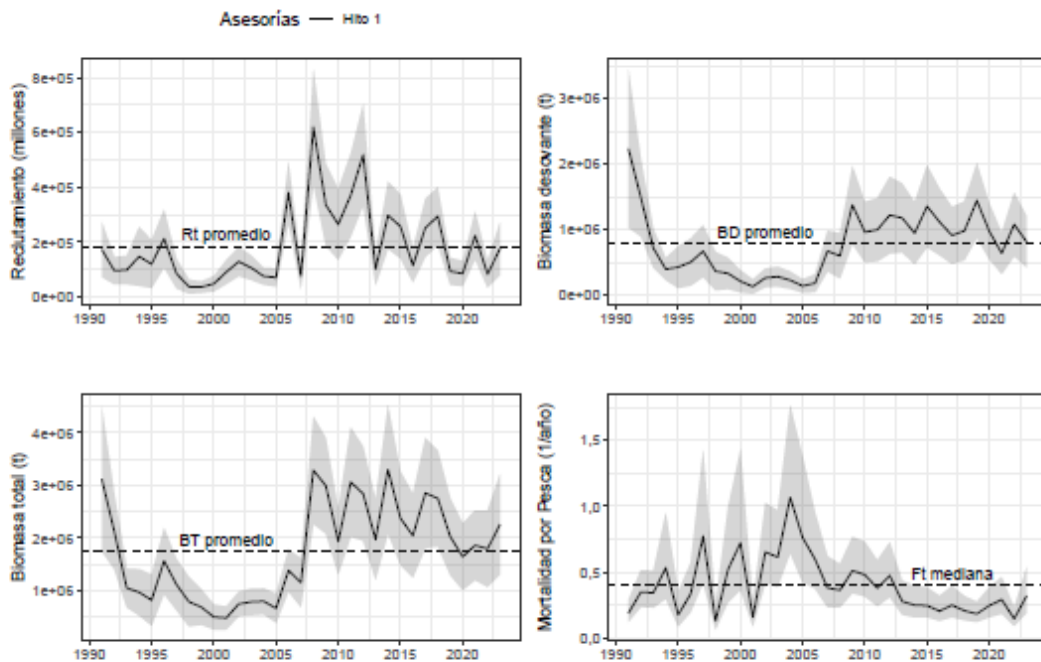 Asesorías — Hito 1
Reclutamiento (millones)
8e+05
6e+05
4e+05
2e+05
0e+00
Rt promedio
1990 1995 2000 2005 2010 2015 2020
Biomasa desovante (t)
3e+06
2e+06
1e+06
0e+00
BD promedio
1990 1995 2000 2005 2010 2015 2020
Biomasa total (t)
4e+06
3e+06
2e+06
1e+06
BT promedio
1990 1995 2000 2005 2010 2015 2020
Mortalidad por Pesca (1/año)
1,5
1,0
0,5
0,0
Ft mediana
1990 1995 2000 2005 2010 2015 2020